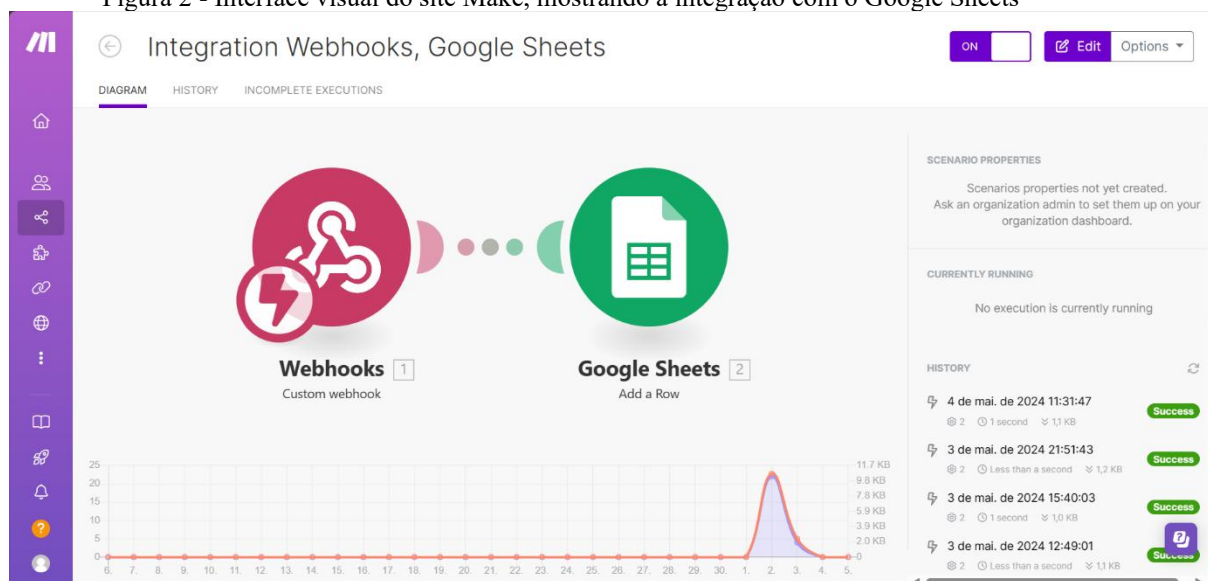 Figura 2 - Interface visual do site Make, mostrando a integração com o Google Sheets
Integration Webhooks, Google Sheets
ON
Edit
Options
DIAGRAM
HISTORY
INCOMPLETE EXECUTIONS
Webhooks 1
Custom webhook
Google Sheets 2
Add a Row
SCENARIO PROPERTIES
Scenarios properties not yet created.
Ask an organization admin to set them up on your
organization dashboard.
CURRENTLY RUNNING
No execution is currently running
HISTORY
4 de mai. de 2024 11:31:47
Success
2 1 second 1,1 KB
3 de mai. de 2024 21:51:43
Success
2 Less than a second 1,2 KB
3 de mai. de 2024 15:40:03
Success
2 1 second 1,0 KB
3 de mai. de 2024 12:49:01
Success
2 Less than a second 1,1 KB
25
20
15
10
5
0
11.7 KB
9.8 KB
7.8 KB
5.9 KB
3.9 KB
2.0 KB
0
6. 7. 8. 9. 10. 11. 12. 13. 14. 15. 16. 17. 18. 19. 20. 21. 22. 23. 24. 25. 26. 27. 28. 29. 30. 1. 2. 3. 4. 5.
?